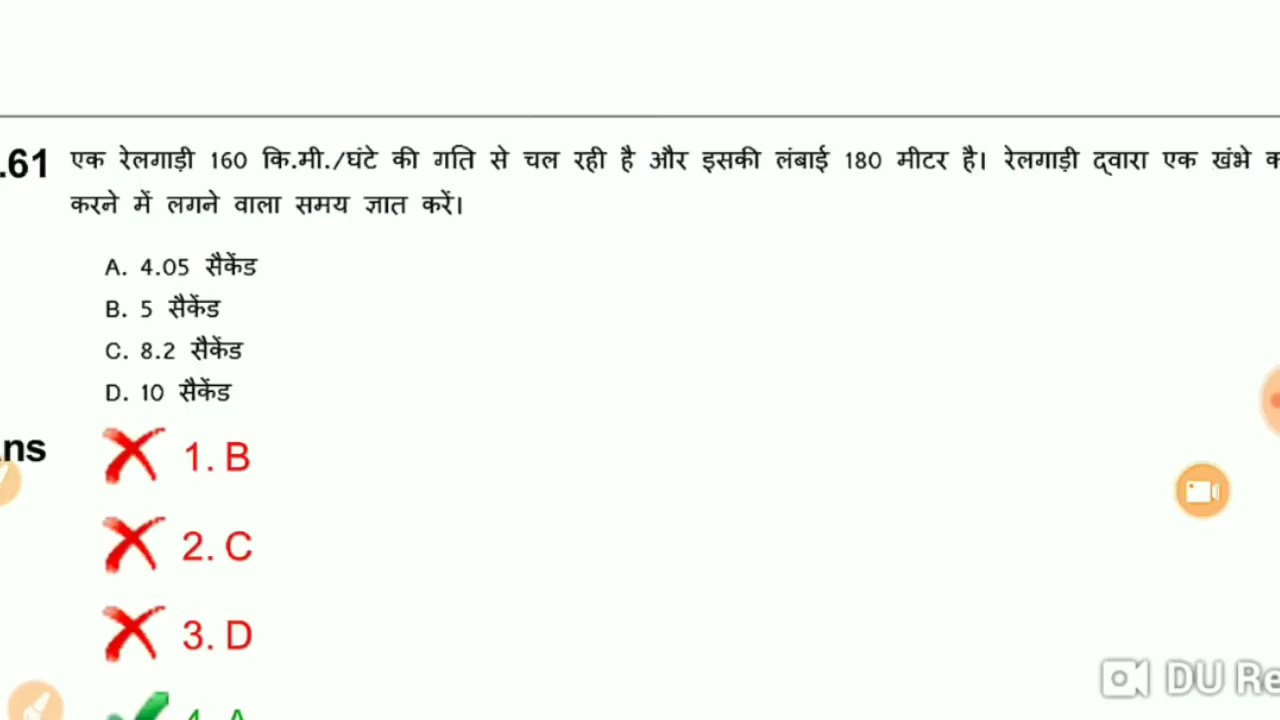 .61 एक रेलगाड़ी 160 कि.मी./घंटे की गति से चल रही है और इसकी लंबाई 180 मीटर है। रेलगाड़ी द्वारा एक खंभे
करने में लगने वाला समय ज्ञात करें।
A. 4.05 सैकेंड
B. 5 सैकेंड
C. 8.2 सैकेंड
D. 10 सैकेंड
ns 1. B
2. C
3. D
4. A
DU Re